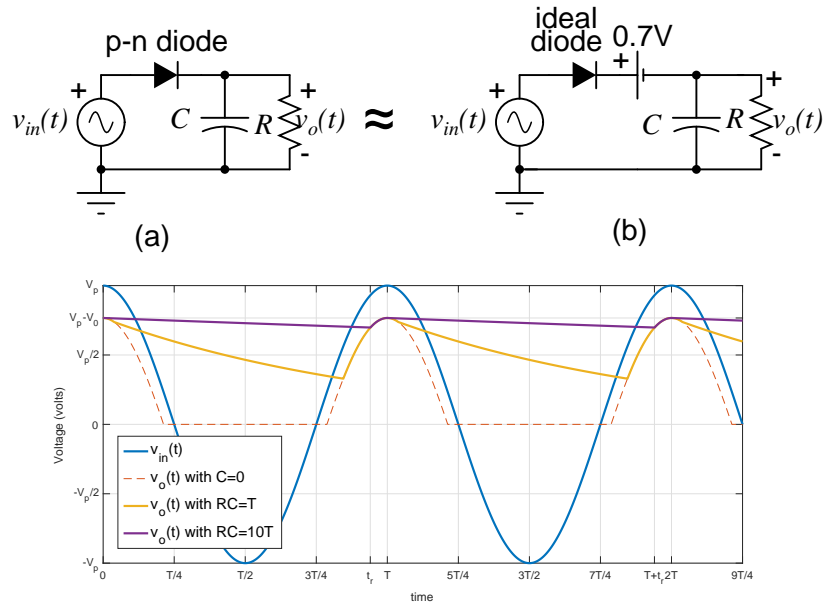 p-n diode
+
v_in(t)
C
R
+
v_o(t)
-
(a)
≈
ideal
diode
0.7V
+
+
v_in(t)
C
R
+
v_o(t)
-
(b)
V_p
V_p-V_0
V_p/2
0
-V_p/2
-V_p
Voltage (volts)
v_in(t)
v_o(t) with C=0
v_o(t) with RC=T
v_o(t) with RC=10T
0 T/4 T/2 3T/4 t_r T 5T/4 3T/2 7T/4 T+t_r 2T 9T/4
time